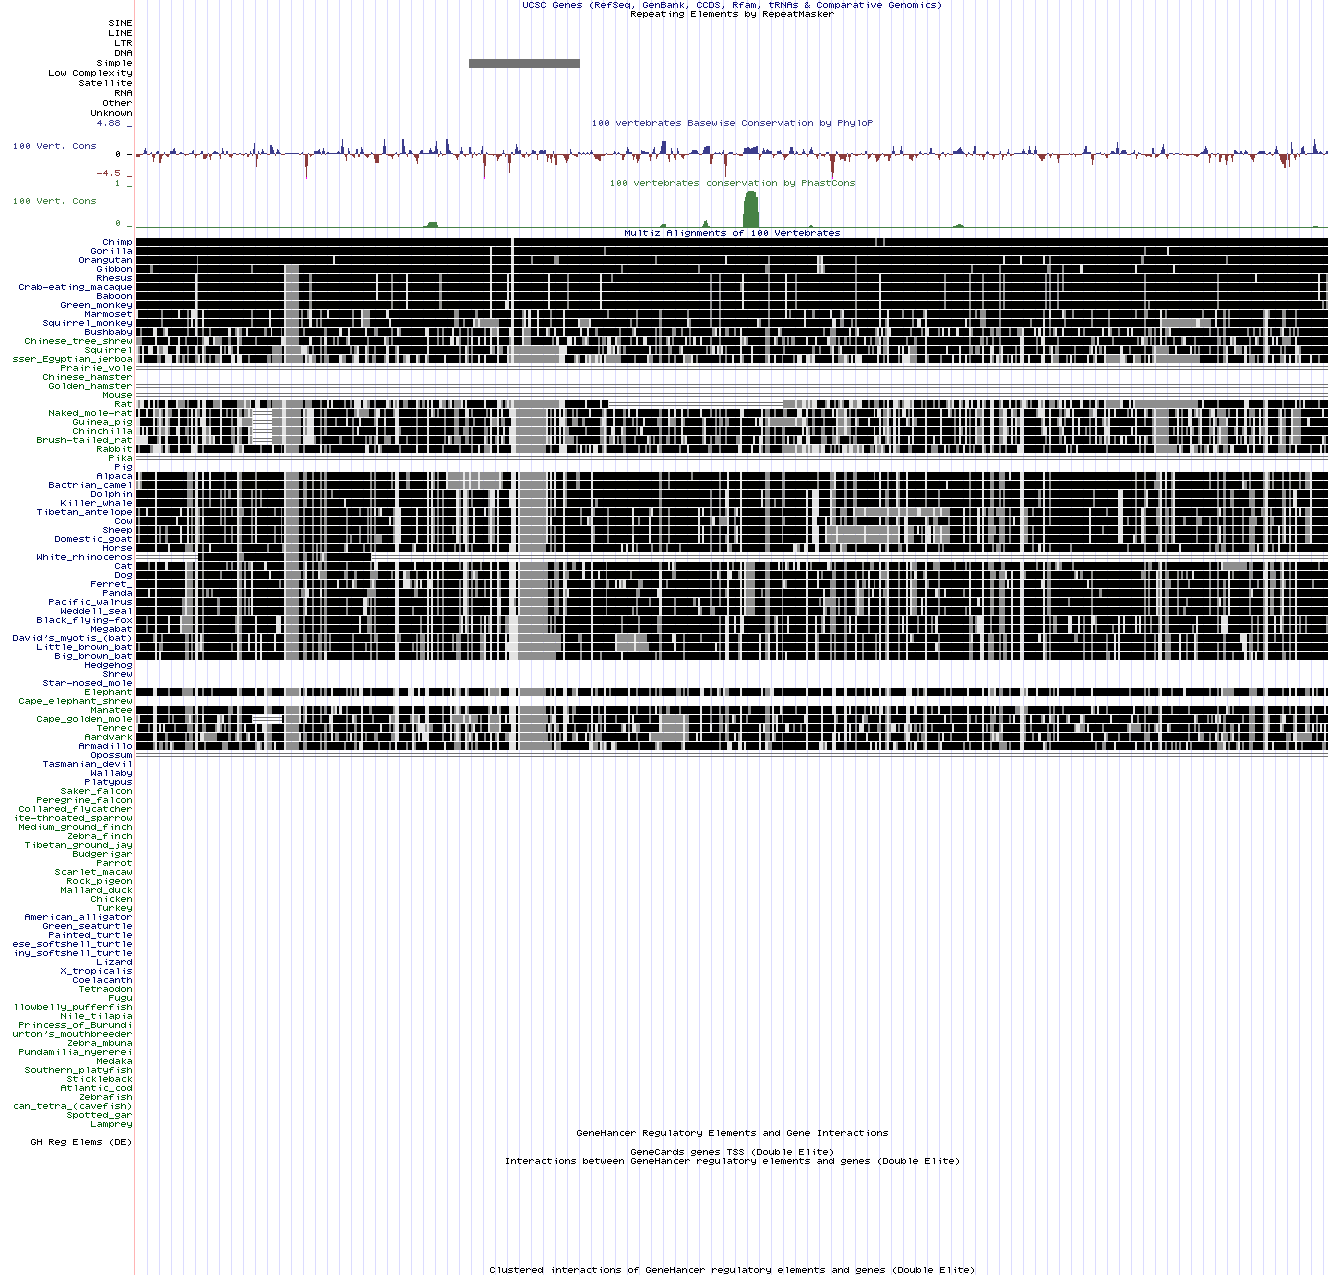 UCSC Genes (RefSeq, GenBank, CCDS, Rfam, tRNAs & Comparative Genomics)
Repeating Elements by RepeatMasker
SINE
LINE
LTR
DNA
Simple
Low Complexity
Satellite
RNA
Other
Unknown
4.88 _
100 vertebrates Basewise Conservation by PhyloP
100 Vert. Cons
0 -
-4.5 _
100 vertebrates conservation by PhastCons
1 _
100 Vert. Cons
0 _
Multiz Alignments of 100 Vertebrates
Chimp
Gorilla
Orangutan
Gibbon
Rhesus
Crab-eating_macaque
Baboon
Green_monkey
Marmoset
Squirrel_monkey
Bushbaby
Chinese_tree_shrew
Squirrel
sser_Egyptian_jerboa
Prairie_vole
Chinese_hamster
Golden_hamster
Mouse
Rat
Naked_mole-rat
Guinea_pig
Chinchilla
Brush-tailed_rat
Rabbit
Pika
Pig
Alpaca
Bactrian_camel
Dolphin
Killer_whale
Tibetan_antelope
Cow
Sheep
Domestic_goat
Horse
White_rhinoceros
Cat
Dog
Ferret_
Panda
Pacific_walrus
Weddell_seal
Black_flying-fox
Megabat
David's_myotis_(bat)
Little_brown_bat
Big_brown_bat
Hedgehog
Shrew
Star-nosed_mole
Elephant
Cape_elephant_shrew
Manatee
Cape_golden_mole
Tenrec
Aardvark
Armadillo
Opossum
Tasmanian_devil
Wallaby
Platypus
Saker_falcon
Peregrine_falcon
Collared_flycatcher
ite-throated_sparrow
Medium_ground_finch
Zebra_finch
Tibetan_ground_jay
Budgerigar
Parrot
Scarlet_macaw
Rock_pigeon
Mallard_duck
Chicken
Turkey
American_alligator
Green_seaturtle
Painted_turtle
ese_softshell_turtle
iny_softshell_turtle
Lizard
X_tropicalis
Coelacanth
Tetraodon
Fugu
llowbelly_pufferfish
Nile_tilapia
Princess_of_Burundi
urton's_mouthbreeder
Zebra_mbuna
Pundamilia_nyererei
Medaka
Southern_platyfish
Stickleback
Atlantic_cod
Zebrafish
can_tetra_(cavefish)
Spotted_gar
Lamprey
GeneHancer Regulatory Elements and Gene Interactions
GH Reg Elems (DE)
GeneCards genes TSS (Double Elite)
Interactions between GeneHancer regulatory elements and genes (Double Elite)
Clustered interactions of GeneHancer regulatory elements and genes (Double Elite)